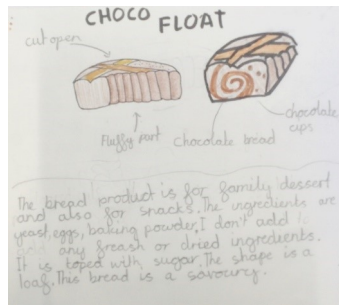 CHOCO FLOAT
cut open
Fluffy part
Chocolate bread
chocolate
cips
The bread product is for family dessert
and also for snacks. The ingredients are
yeast, eggs, baking powder, I don't add
any freash or dried ingredients.
It is toped with sugar. The shape is a
loaf. This bread is a savoury.